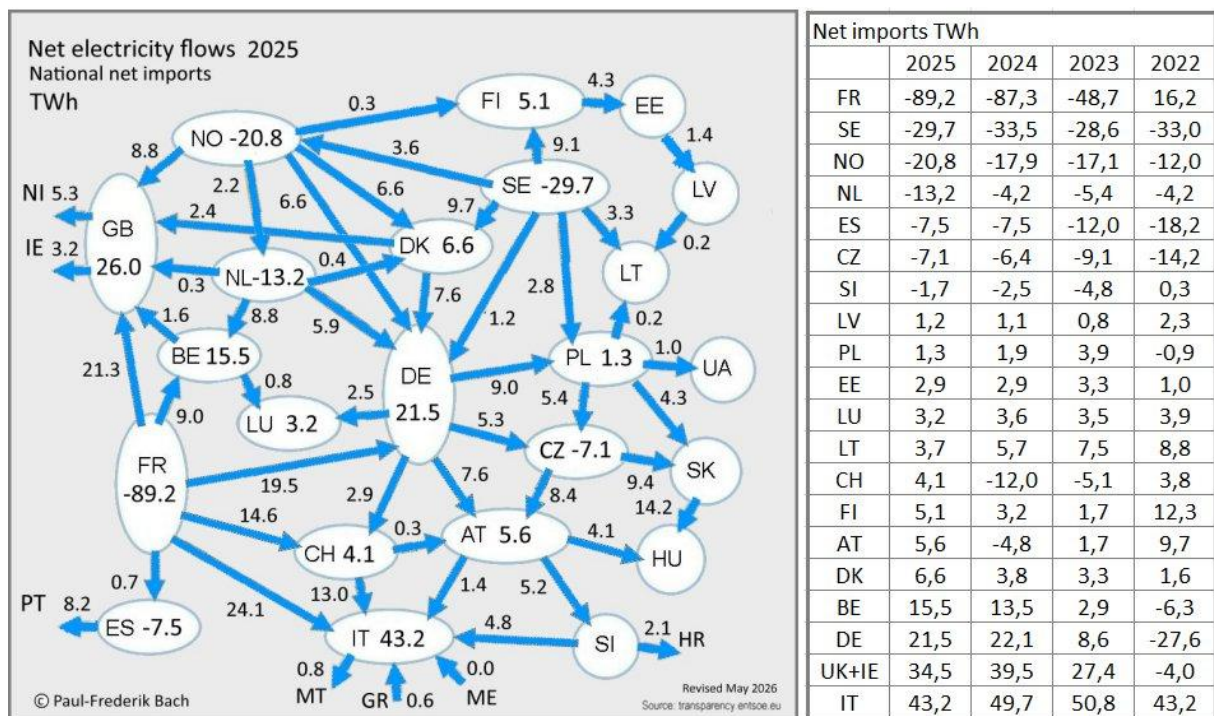 Net electricity flows 2025
National net imports
TWh
FI 5.1
4.3
EE
0.3
NO -20.8
1.4
8.8
3.6
9.1
SE -29.7
LV
NI 5.3
2.2
6.6
6.6
GB
2.4
9.7
3.3
IE 3.2
DK 6.6
0.2
26.0
0.4
LT
0.3
NL-13.2
2.8
7.6
1.6
8.8
5.9
1.2
0.2
BE 15.5
PL 1.3
1.0
UA
21.3
DE
9.0
0.8
2.5
5.4
4.3
9.0
LU 3.2
21.5
5.3
CZ -7.1
FR
SK
-89.2
19.5
7.6
9.4
2.9
8.4
14.2
14.6
0.3
AT 5.6
4.1
CH 4.1
HU
0.7
13.0
1.4
5.2
PT 8.2
24.1
ES -7.5
4.8
2.1
IT 43.2
SI
HR
0.8
0.0
MT
GR
0.6
ME
Revised May 2026
© Paul-Frederik Bach
Source: transparency entsoe.eu
Net imports TWh
2025 2024 2023 2022
FR -89,2 -87,3 -48,7 16,2
SE -29,7 -33,5 -28,6 -33,0
NO -20,8 -17,9 -17,1 -12,0
NL -13,2 -4,2 -5,4 -4,2
ES -7,5 -7,5 -12,0 -18,2
CZ -7,1 -6,4 -9,1 -14,2
SI -1,7 -2,5 -4,8 0,3
LV 1,2 1,1 0,8 2,3
PL 1,3 1,9 3,9 -0,9
EE 2,9 2,9 3,3 1,0
LU 3,2 3,6 3,5 3,9
LT 3,7 5,7 7,5 8,8
CH 4,1 -12,0 -5,1 3,8
FI 5,1 3,2 1,7 12,3
AT 5,6 -4,8 1,7 9,7
DK 6,6 3,8 3,3 1,6
BE 15,5 13,5 2,9 -6,3
DE 21,5 22,1 8,6 -27,6
UK+IE 34,5 39,5 27,4 -4,0
IT 43,2 49,7 50,8 43,2